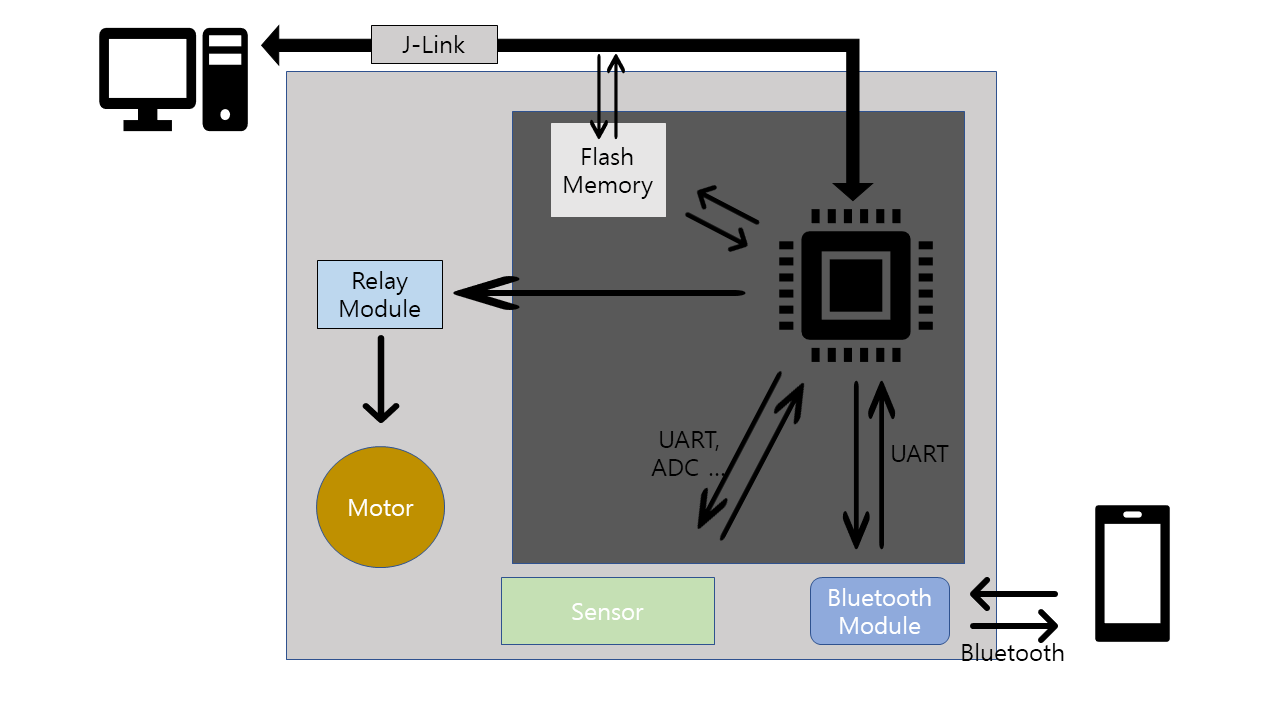 J-Link
Flash
Memory
Relay
Module
UART,
ADC ...
UART
Motor
Sensor
Bluetooth
Module
Bluetooth